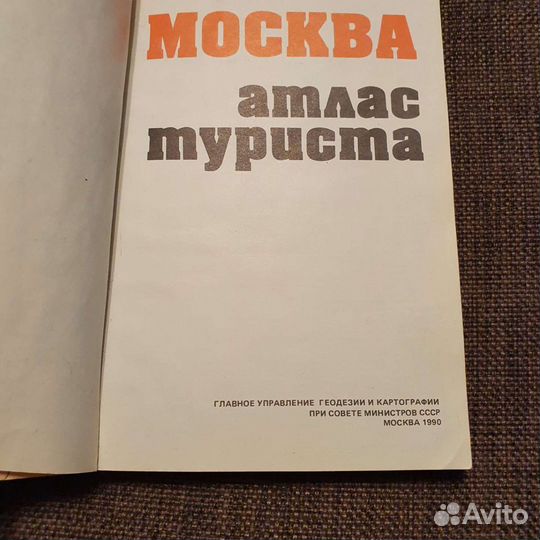 МОСКВА
атлас
туриста
ГЛАВНОЕ УПРАВЛЕНИЕ ГЕОДЕЗИИ И КАРТОГРАФИИ
ПРИ СОВЕТЕ МИНИСТРОВ СССР
МОСКВА 1990
Avito